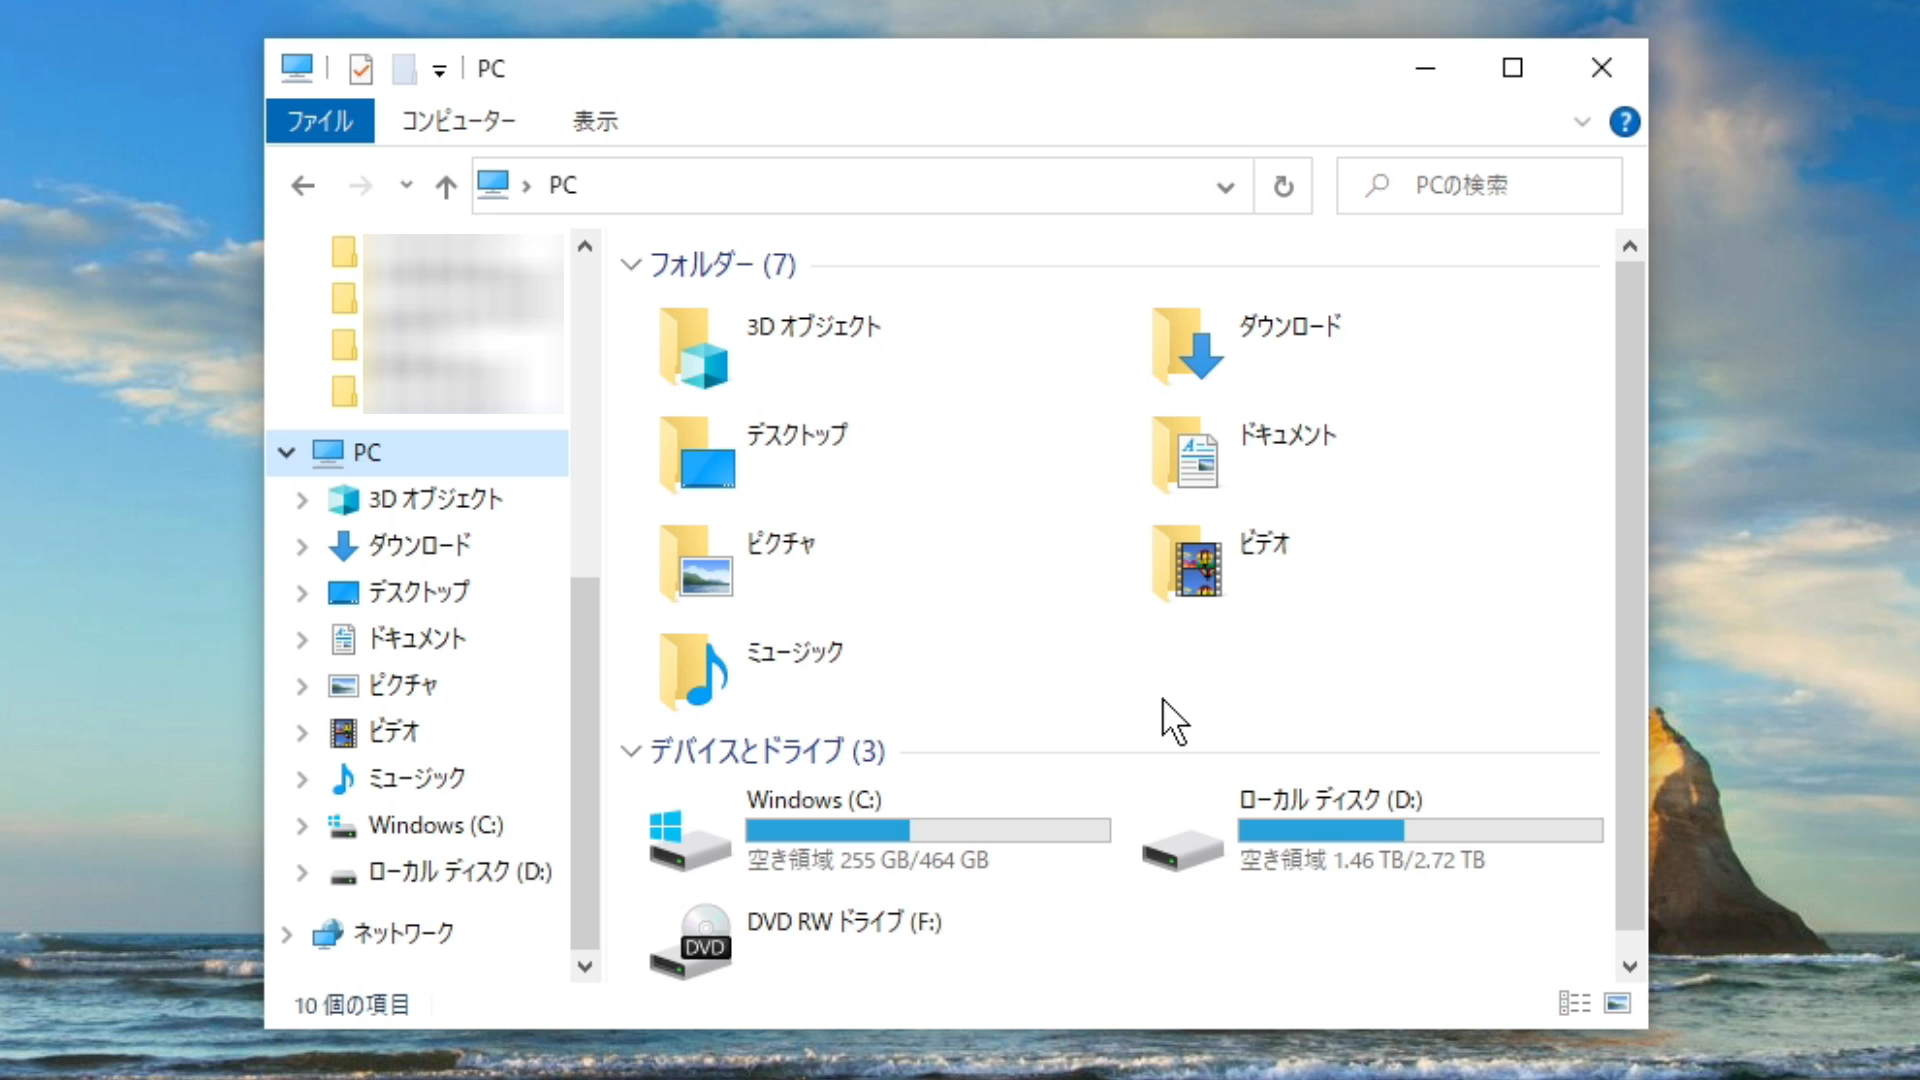 PC
ファイル コンピューター 表示
PC
PCの検索
PC
3D オブジェクト
ダウンロード
デスクトップ
ドキュメント
ピクチャ
ビデオ
ミュージック
Windows (C:)
ローカル ディスク (D:)
ネットワーク
フォルダー (7)
3D オブジェクト
ダウンロード
デスクトップ
ドキュメント
ピクチャ
ビデオ
ミュージック
デバイスとドライブ (3)
Windows (C:)
空き領域 255 GB/464 GB
ローカル ディスク (D:)
空き領域 1.46 TB/2.72 TB
DVD RW ドライブ (F:)
DVD
10 個の項目